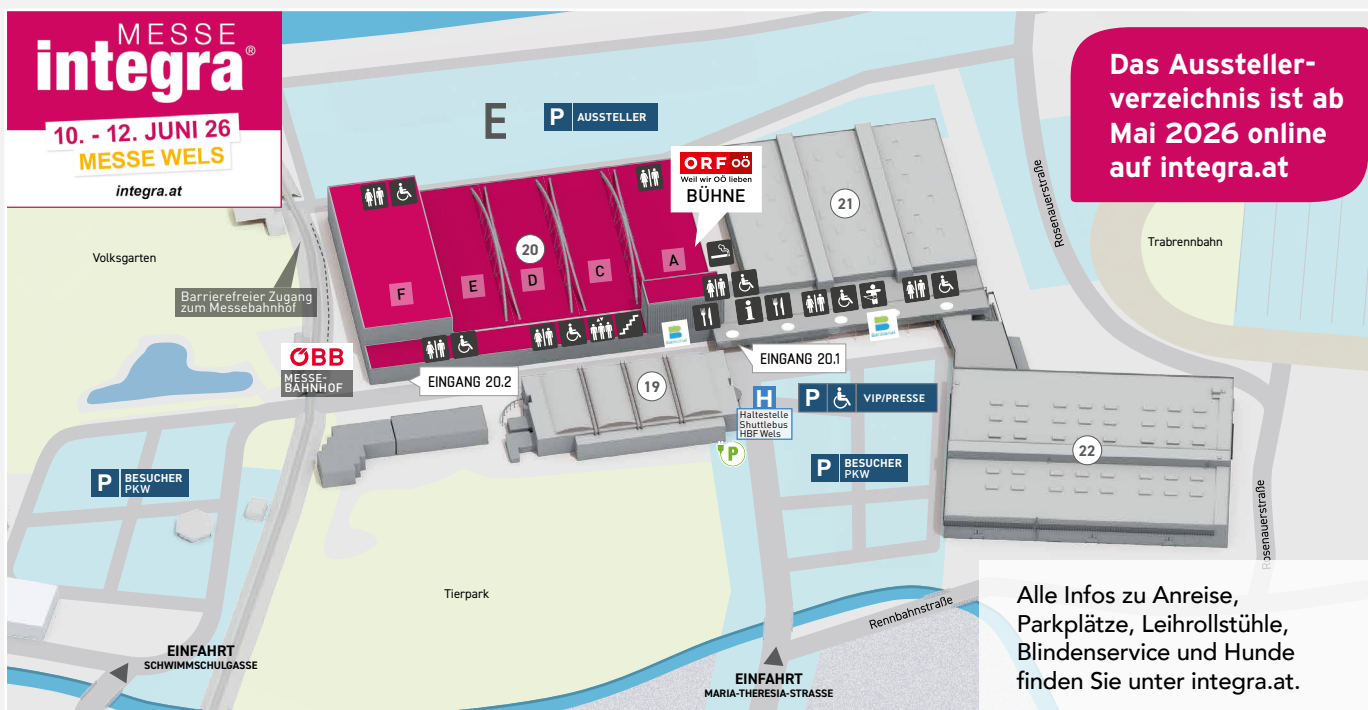 MESSE
integra®
10. - 12. JUNI 26
MESSE WELS
integra.at
Das Aussteller-
verzeichnis ist ab
Mai 2026 online
auf integra.at
E
P AUSSTELLER
ORF OÖ
Weil wir OÖ lieben
BÜHNE
21
Rosenauerstraße
Trabrennbahn
Volksgarten
20
F
E
D
C
A
Barrierefreier Zugang
zum Messebahnhof
i
ÖBB
MESSE-
BAHNHOF
EINGANG 20.2
EINGANG 20.1
19
H
Haltestelle
Shuttlebus
HBF Wels
P VIP/PRESSE
P
22
P BESUCHER
PKW
P BESUCHER
PKW
Rosenauerstraße
Tierpark
Rennbahnstraße
EINFAHRT
SCHWIMMSCHULGASSE
EINFAHRT
MARIA-THERESIA-STRASSE
Alle Infos zu Anreise,
Parkplätze, Leihrollstühle,
Blindenservice und Hunde
finden Sie unter integra.at.